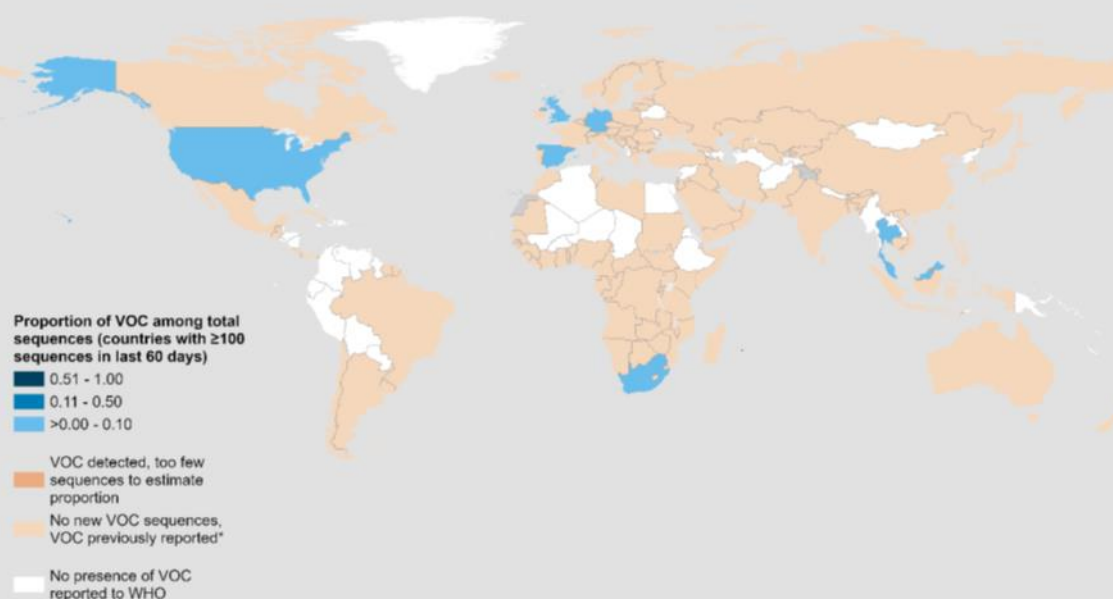 Proportion of VOC among total
sequences (countries with ≥100
sequences in last 60 days)
0.51 - 1.00
0.11 - 0.50
>0.00 - 0.10
VOC detected, too few
sequences to estimate
proportion
No new VOC sequences,
VOC previously reported*
No presence of VOC
reported to WHO